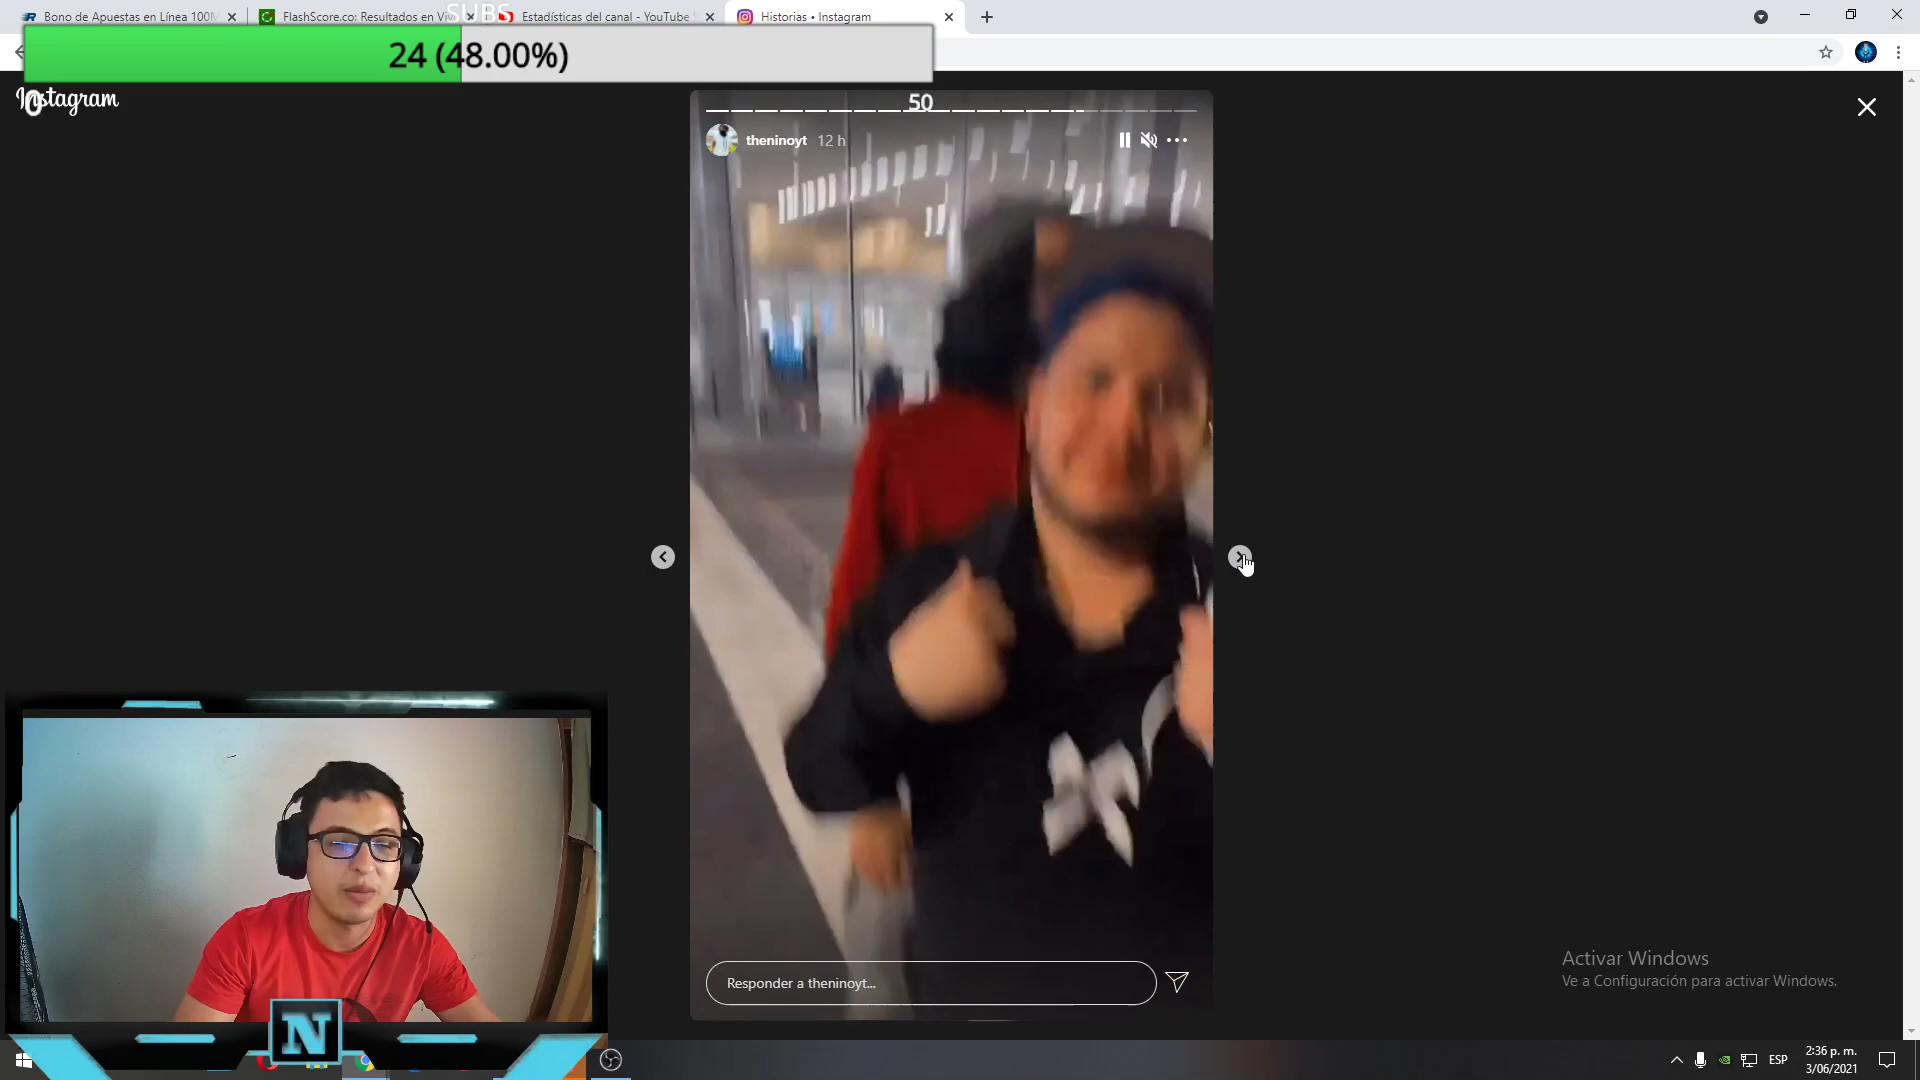 Bono de Apuestas en Línea 100M
FlashScore.co: Resultados en Viv
SUBS
Estadísticas del canal - YouTube S
Historias • Instagram
24 (48.00%)
0
Instagram
50
theninoyt 12 h
Responder a theninoyt...
Activar Windows
Ve a Configuración para activar Windows.
N
ESP
2:36 p. m.
3/06/2021